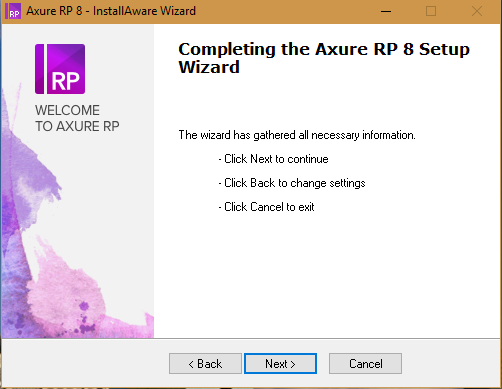 Axure RP 8 - InstallAware Wizard
RP
RP
WELCOME
TO AXURE RP
Completing the Axure RP 8 Setup
Wizard
The wizard has gathered all necessary information.
- Click Next to continue
- Click Back to change settings
- Click Cancel to exit
< Back
Next >
Cancel